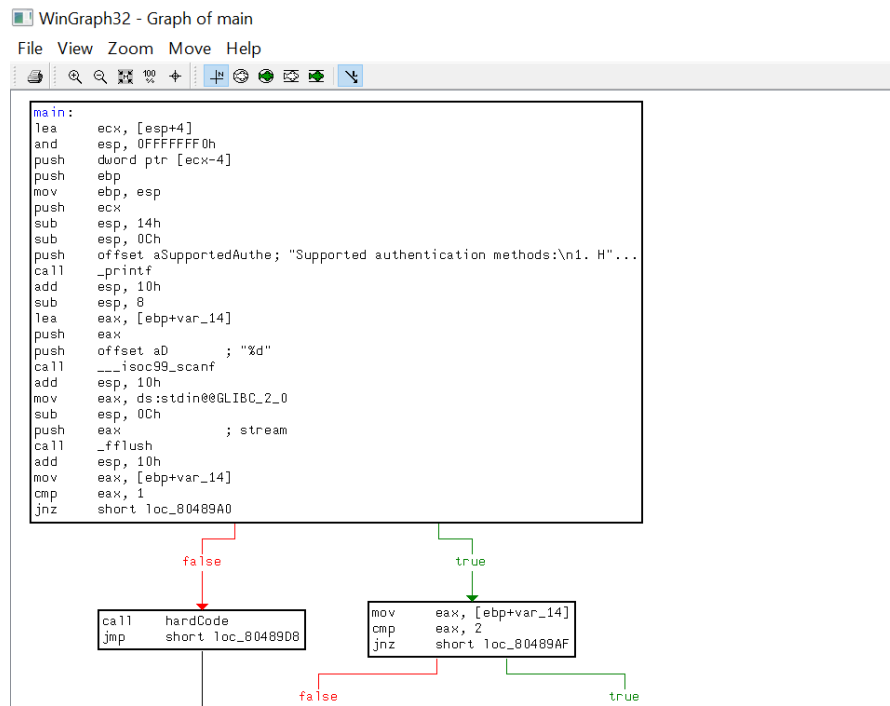 WinGraph32 - Graph of main
File View Zoom Move Help
100 %
N
main:
lea ecx, [esp+4]
and esp, 0FFFFFFF0h
push dword ptr [ecx-4]
push ebp
mov ebp, esp
push ecx
sub esp, 14h
sub esp, 0Ch
push offset aSupportedAuthe; "Supported authentication methods:\n1. H"...
call _printf
add esp, 10h
sub esp, 8
lea eax, [ebp+var_14]
push eax
push offset aD ; "%d"
call ___isoc99_scanf
add esp, 10h
mov eax, ds:stdin@@GLIBC_2_0
sub esp, 0Ch
push eax ; stream
call _fflush
add esp, 10h
mov eax, [ebp+var_14]
cmp eax, 1
jnz short loc_80489A0
false
true
call hardCode
jmp short loc_80489D8
mov eax, [ebp+var_14]
cmp eax, 2
jnz short loc_80489AF
false
true